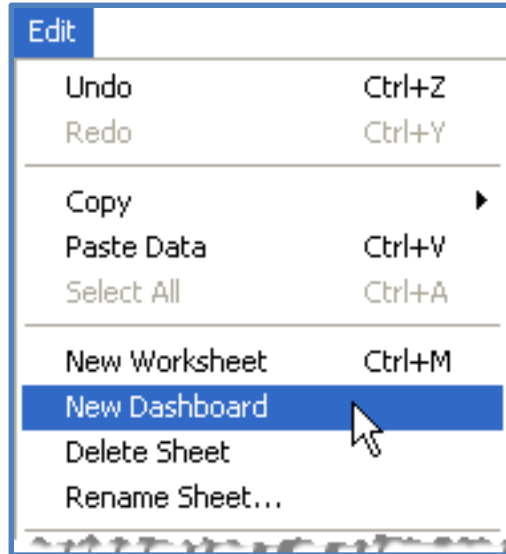 Edit
Undo Ctrl+Z
Redo Ctrl+Y
Copy
Paste Data Ctrl+V
Select All Ctrl+A
New Worksheet Ctrl+M
New Dashboard
Delete Sheet
Rename Sheet...